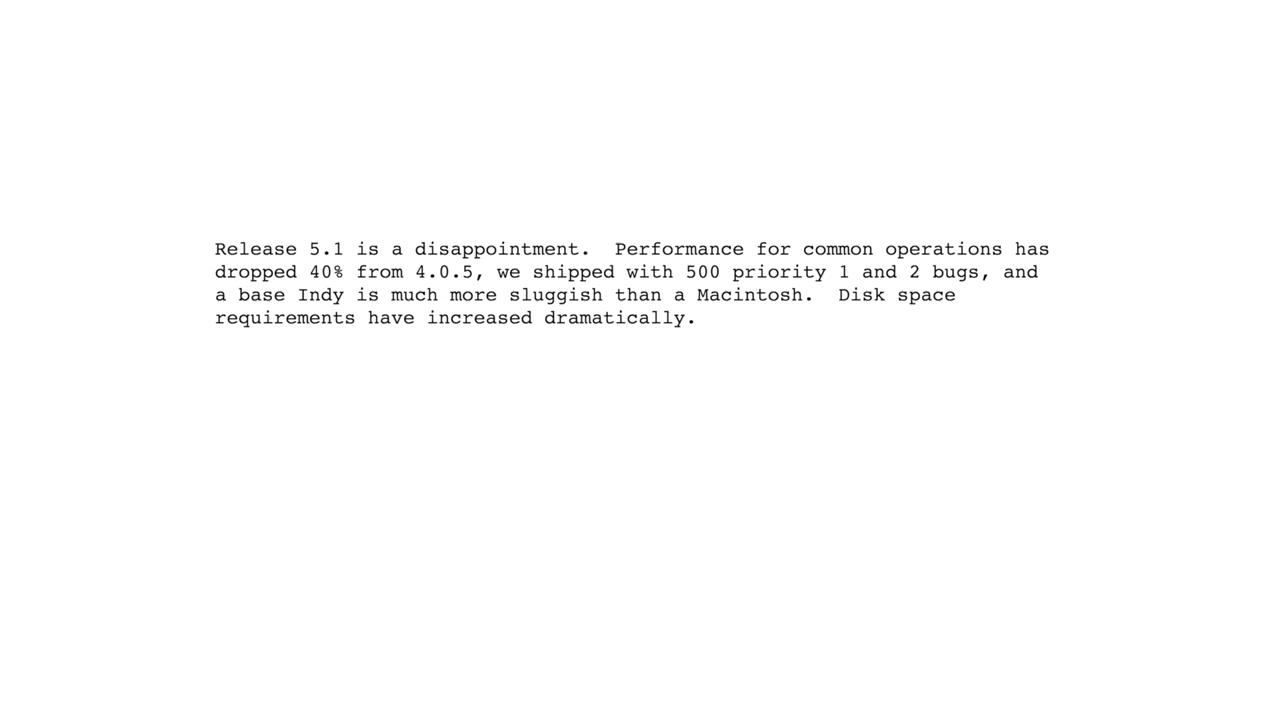 Release 5.1 is a disappointment.  Performance for common operations has
dropped 40% from 4.0.5, we shipped with 500 priority 1 and 2 bugs, and
a base Indy is much more sluggish than a Macintosh.  Disk space
requirements have increased dramatically.